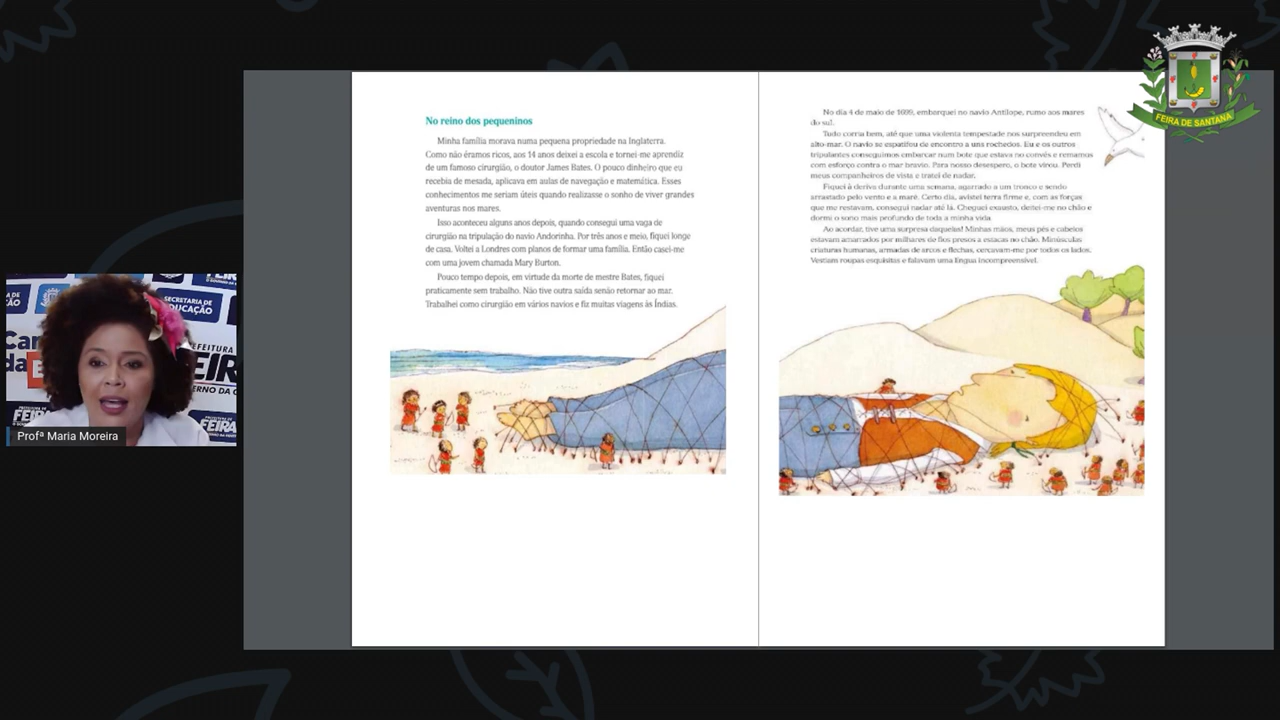 FEIRA DE SANTANA
No reino dos pequeninos
Minha família morava numa pequena propriedade na Inglaterra.
Como não éramos ricos, aos 14 anos deixei a escola e tornei-me aprendiz
de um famoso cirurgião, o doutor James Bates. O pouco dinheiro que eu
recebia de mesada, aplicava em aulas de navegação e matemática. Esses
conhecimentos me seriam úteis quando realizasse o sonho de viver grandes
aventuras nos mares.
Isso aconteceu alguns anos depois, quando consegui uma vaga de
cirurgião na tripulação do navio Andorinha. Por três anos e meio, fiquei longe
de casa. Voltei a Londres com planos de formar uma família. Então casei-me
com uma jovem chamada Mary Burton.
Pouco tempo depois, em virtude da morte de mestre Bates, fiquei
praticamente sem trabalho. Não tive outra saída senão retornar ao mar.
Trabalhei como cirurgião em vários navios e fiz muitas viagens às Índias.
No dia 4 de maio de 1699, embarquei no navio Antílope, rumo aos mares
do sul.
Tudo corria bem, até que uma violenta tempestade nos surpreendeu em
alto-mar. O navio se espatifou de encontro a uns rochedos. Eu e os outros
tripulantes conseguimos embarcar num bote que estava no convés e remamos
com esforço contra o mar bravio. Para nosso desespero, o bote virou. Perdi
meus companheiros de vista e tratei de nadar.
Fiquei à deriva durante uma semana, agarrado a um tronco e sendo
arrastado pelo vento e a maré. Certo dia, avistei terra firme e, com as forças
que me restavam, consegui nadar até lá. Cheguei exausto, deitei-me no chão e
dormi o sono mais profundo de toda a minha vida
Ao acordar, tive uma surpresa daquelas! Minhas mãos, meus pés e cabelos
estavam amarrados por milhares de fios presos a estacas no chão. Minúsculas
criaturas humanas, armadas de arcos e flechas, cercavam-me por todos os lados.
Vestiam roupas esquisitas e falavam uma língua incompreensível.
SECRETARIA DE
EDUCAÇÃO
Profª Maria Moreira